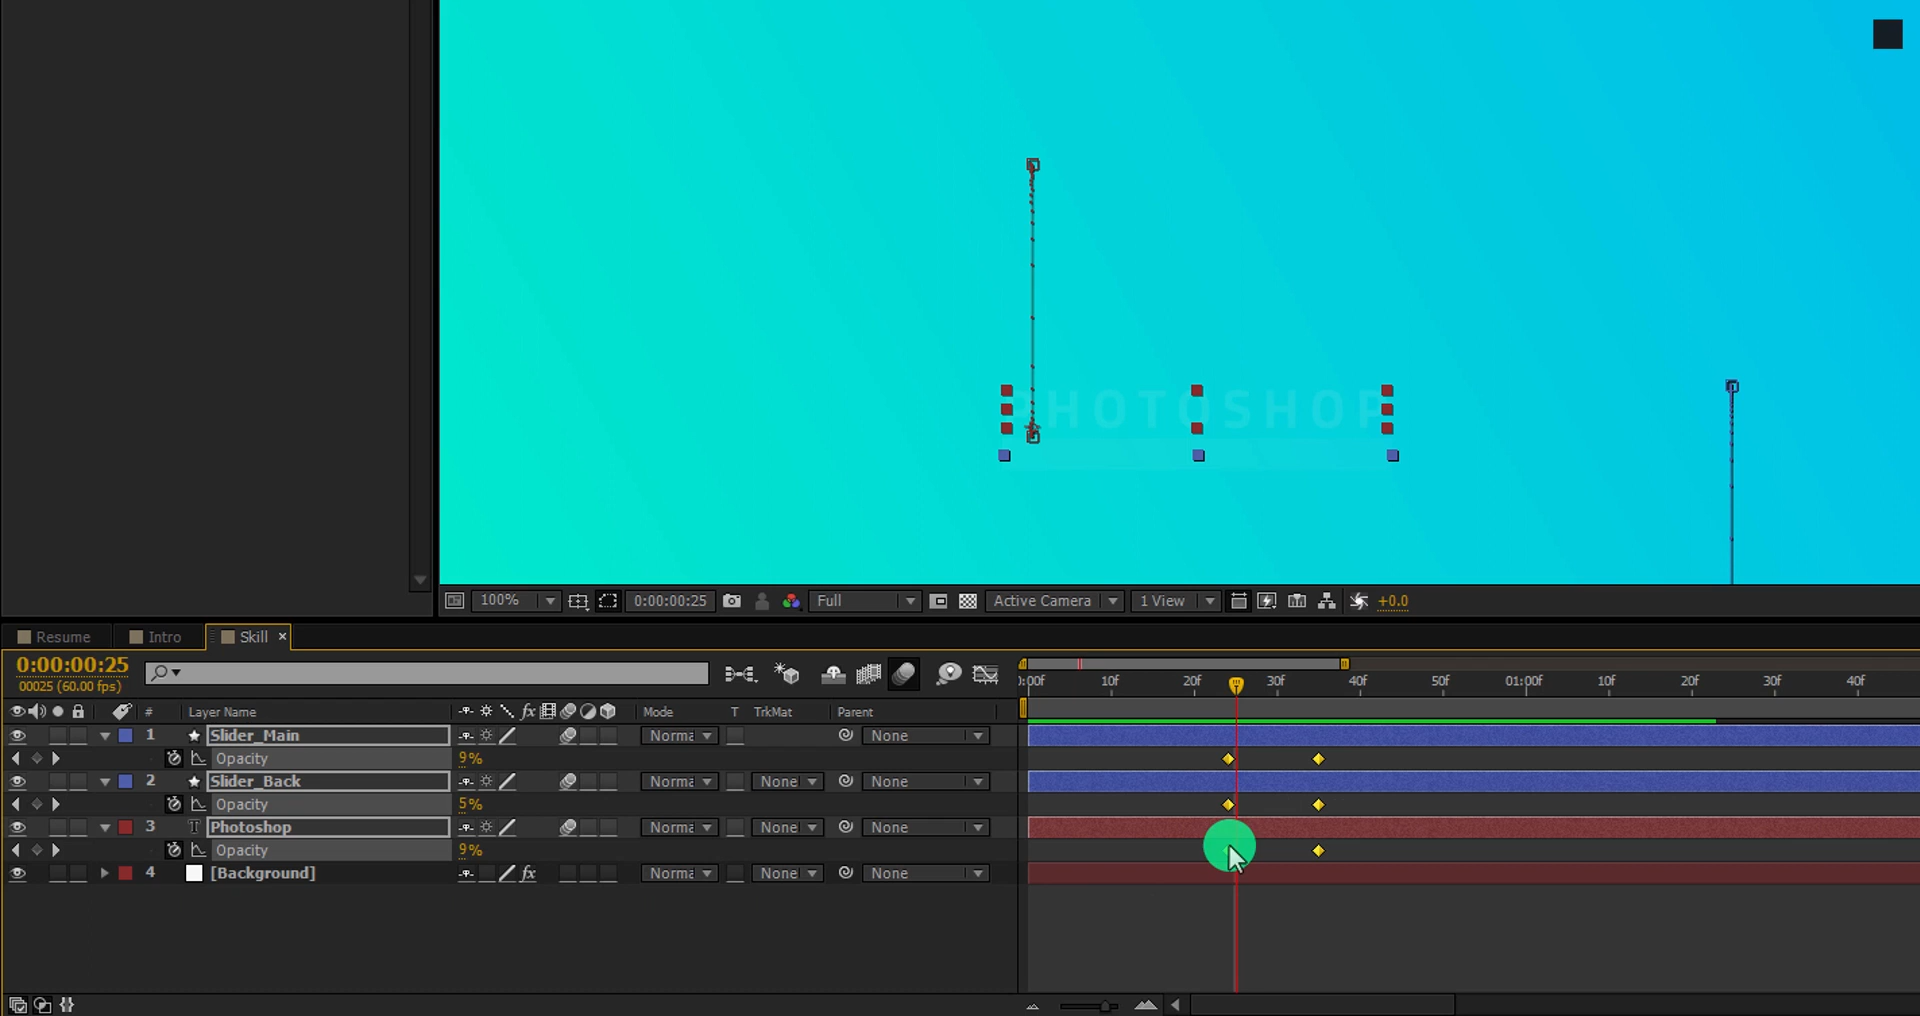 PHOTOSHOP
100%
0:00:00:25
Full
Active Camera
1 View
+0.0
Resume
Intro
Skill ×
0:00:00:25
00025 (60.00 fps)
):00f 10f 20f 30f 40f 50f 01:00f 10f 20f 30f 40f
# Layer Name fx Mode T TrkMat Parent
1 Slider_Main Norma None
Opacity 9%
2 Slider_Back Norma None None
Opacity 5%
3 T Photoshop Norma None None
Opacity 9%
4 [Background] fx Norma None None